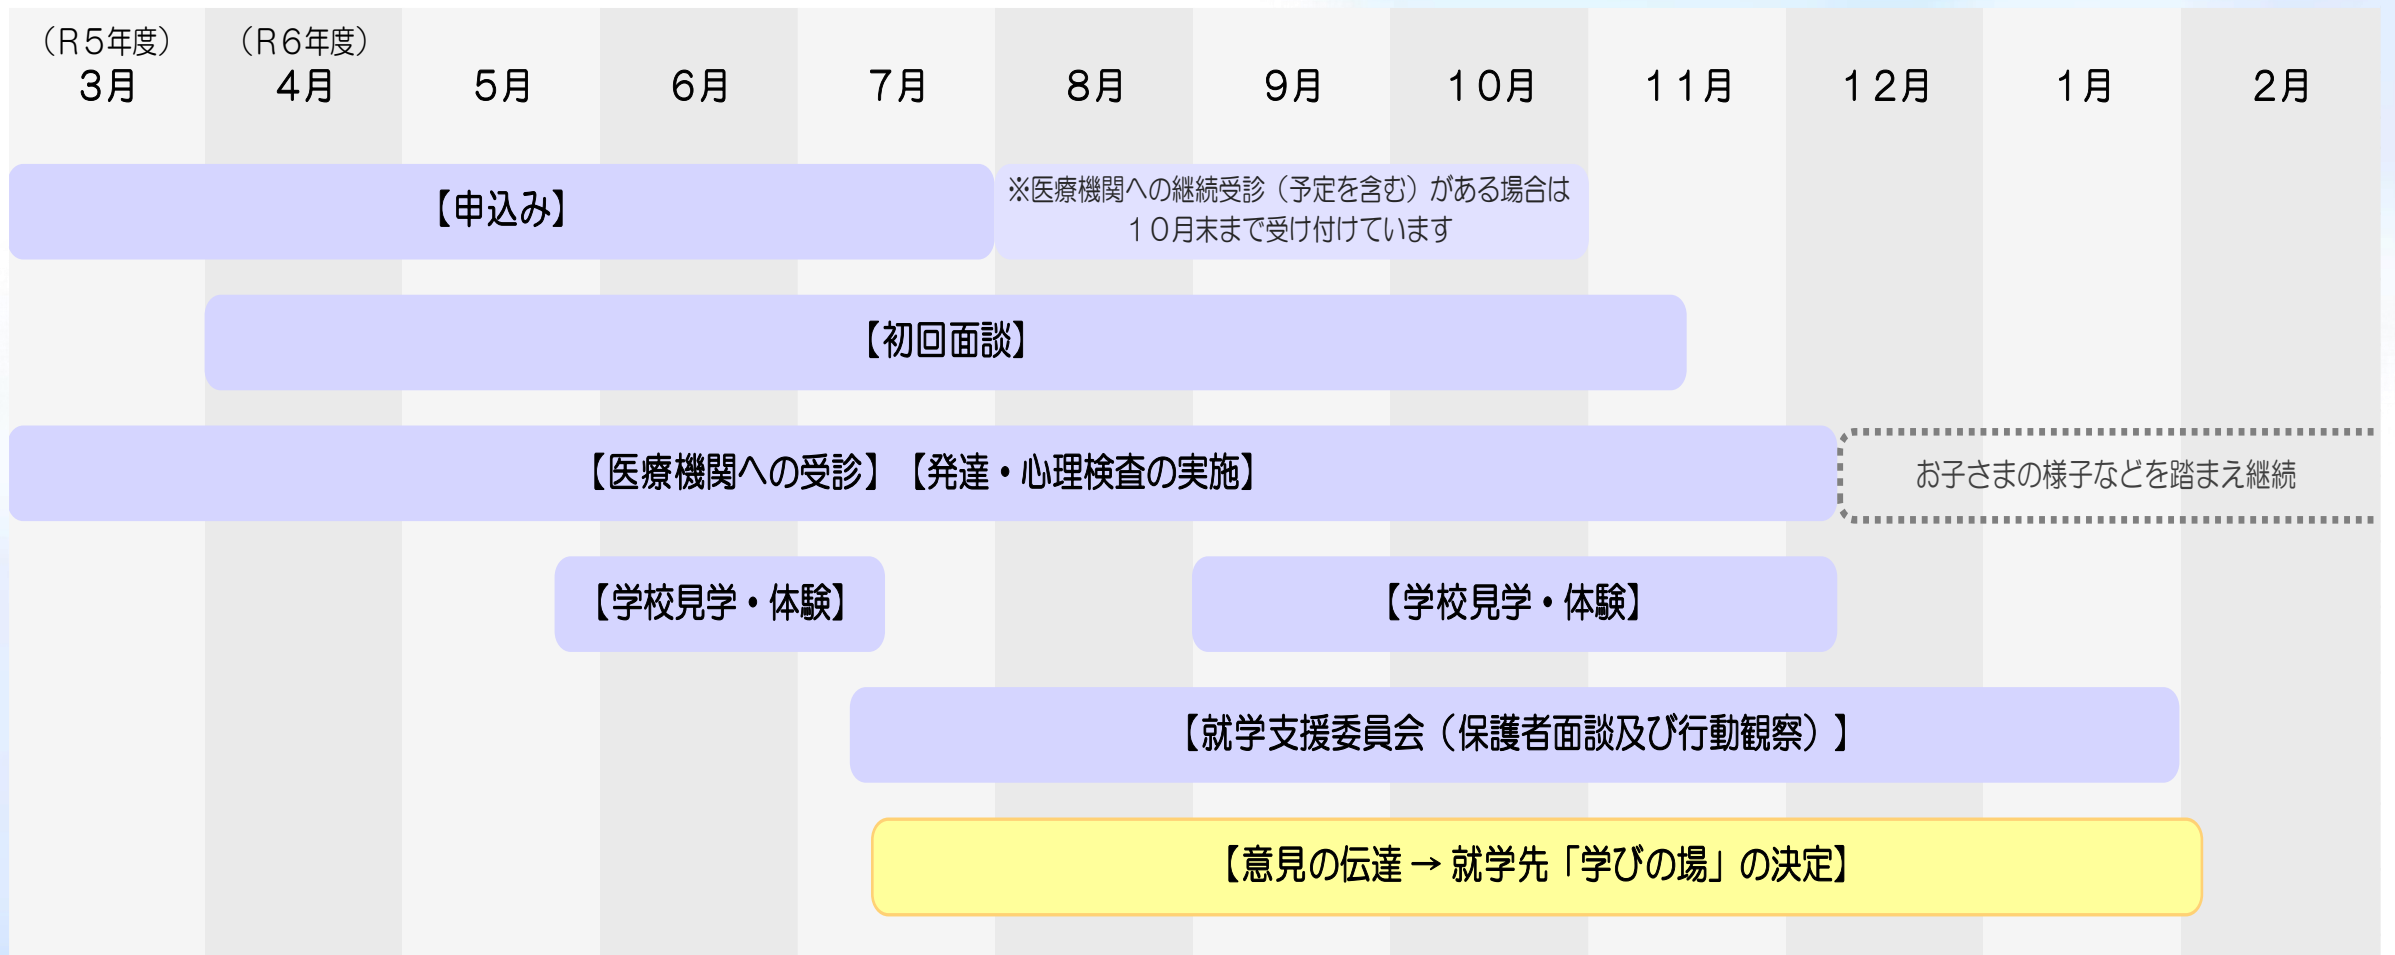 （Ｒ５年度）
３月
（Ｒ６年度）
４月
５月
６月
７月
８月
９月
１０月
１１月
１２月
１月
２月
【申込み】
※医療機関への継続受診（予定を含む）がある場合は
１０月末まで受け付けています
【初回面談】
【医療機関への受診】【発達・心理検査の実施】
お子さまの様子などを踏まえ継続
【学校見学・体験】
【学校見学・体験】
【就学支援委員会（保護者面談及び行動観察）】
【意見の伝達 → 就学先「学びの場」の決定】